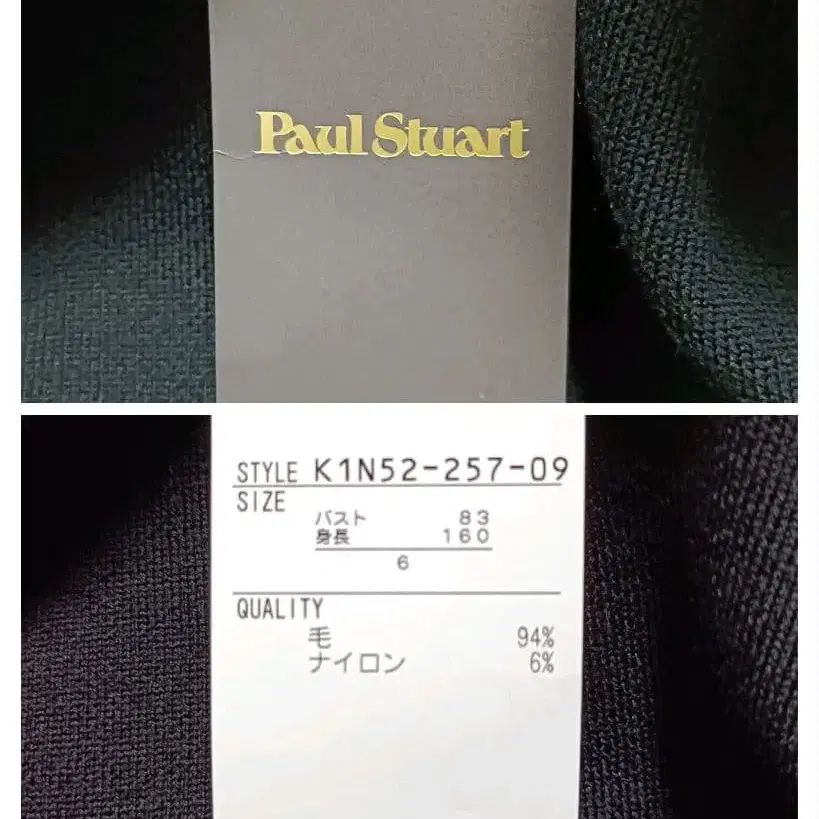 Paul Stuart
STYLE K1N52-257-09
SIZE
バスト 83
身長 160
6
QUALITY
毛 94%
ナイロン 6%